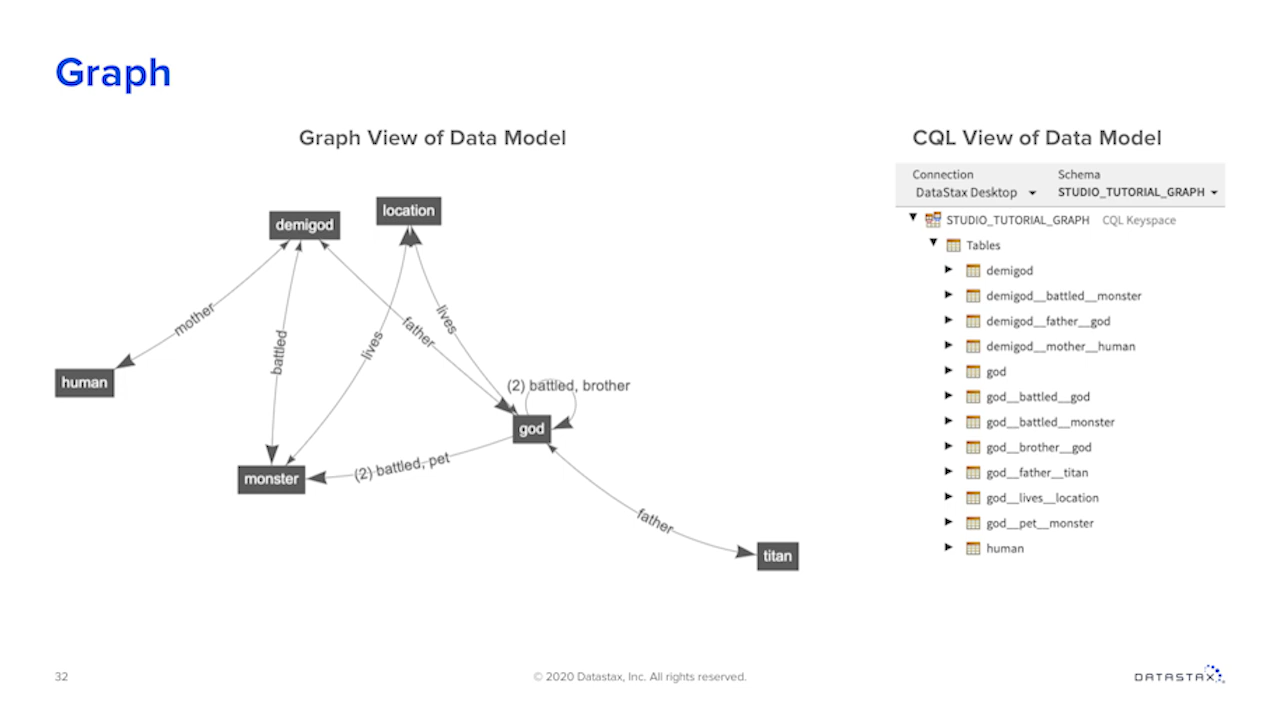 Graph
Graph View of Data Model
demigod
location
mother
battled
lives
father
lives
human
(2) battled, brother
god
monster
(2) battled, pet
father
titan
CQL View of Data Model
Connection Schema
DataStax Desktop STUDIO_TUTORIAL_GRAPH
STUDIO_TUTORIAL_GRAPH CQL Keyspace
Tables
demigod
demigod__battled__monster
demigod__father__god
demigod__mother__human
god
god__battled__god
god__battled__monster
god__brother__god
god__father__titan
god__lives__location
god__pet__monster
human
32
© 2020 Datastax, Inc. All rights reserved.
DATASTAX